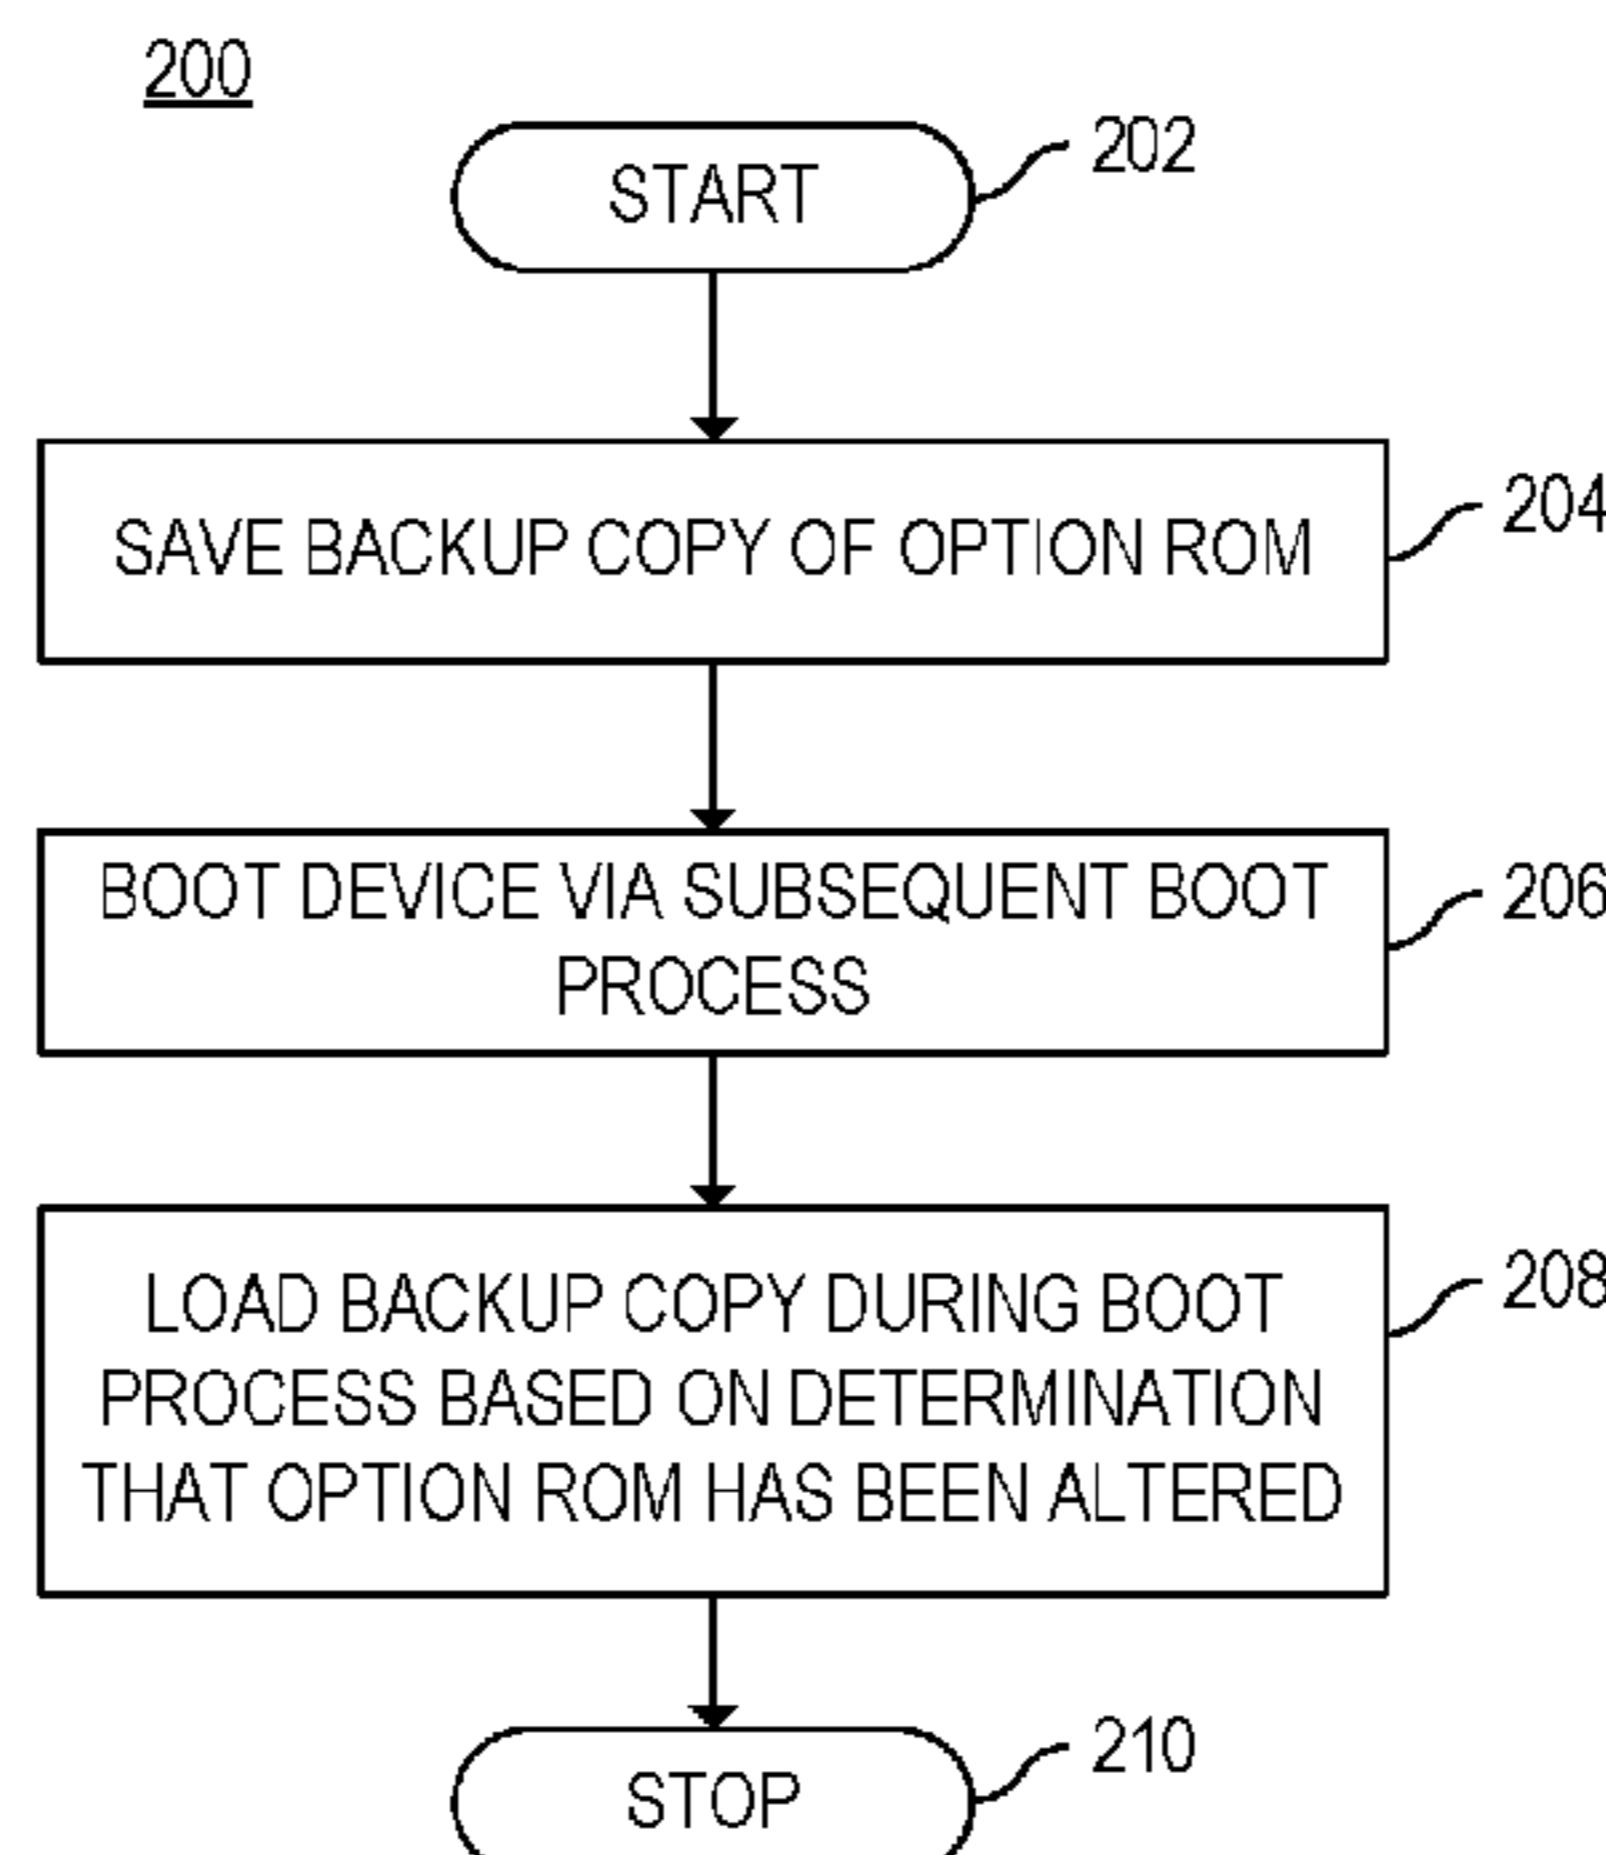 200
START
202
SAVE BACKUP COPY OF OPTION ROM
204
BOOT DEVICE VIA SUBSEQUENT BOOT
PROCESS
206
LOAD BACKUP COPY DURING BOOT
PROCESS BASED ON DETERMINATION
THAT OPTION ROM HAS BEEN ALTERED
208
STOP
210